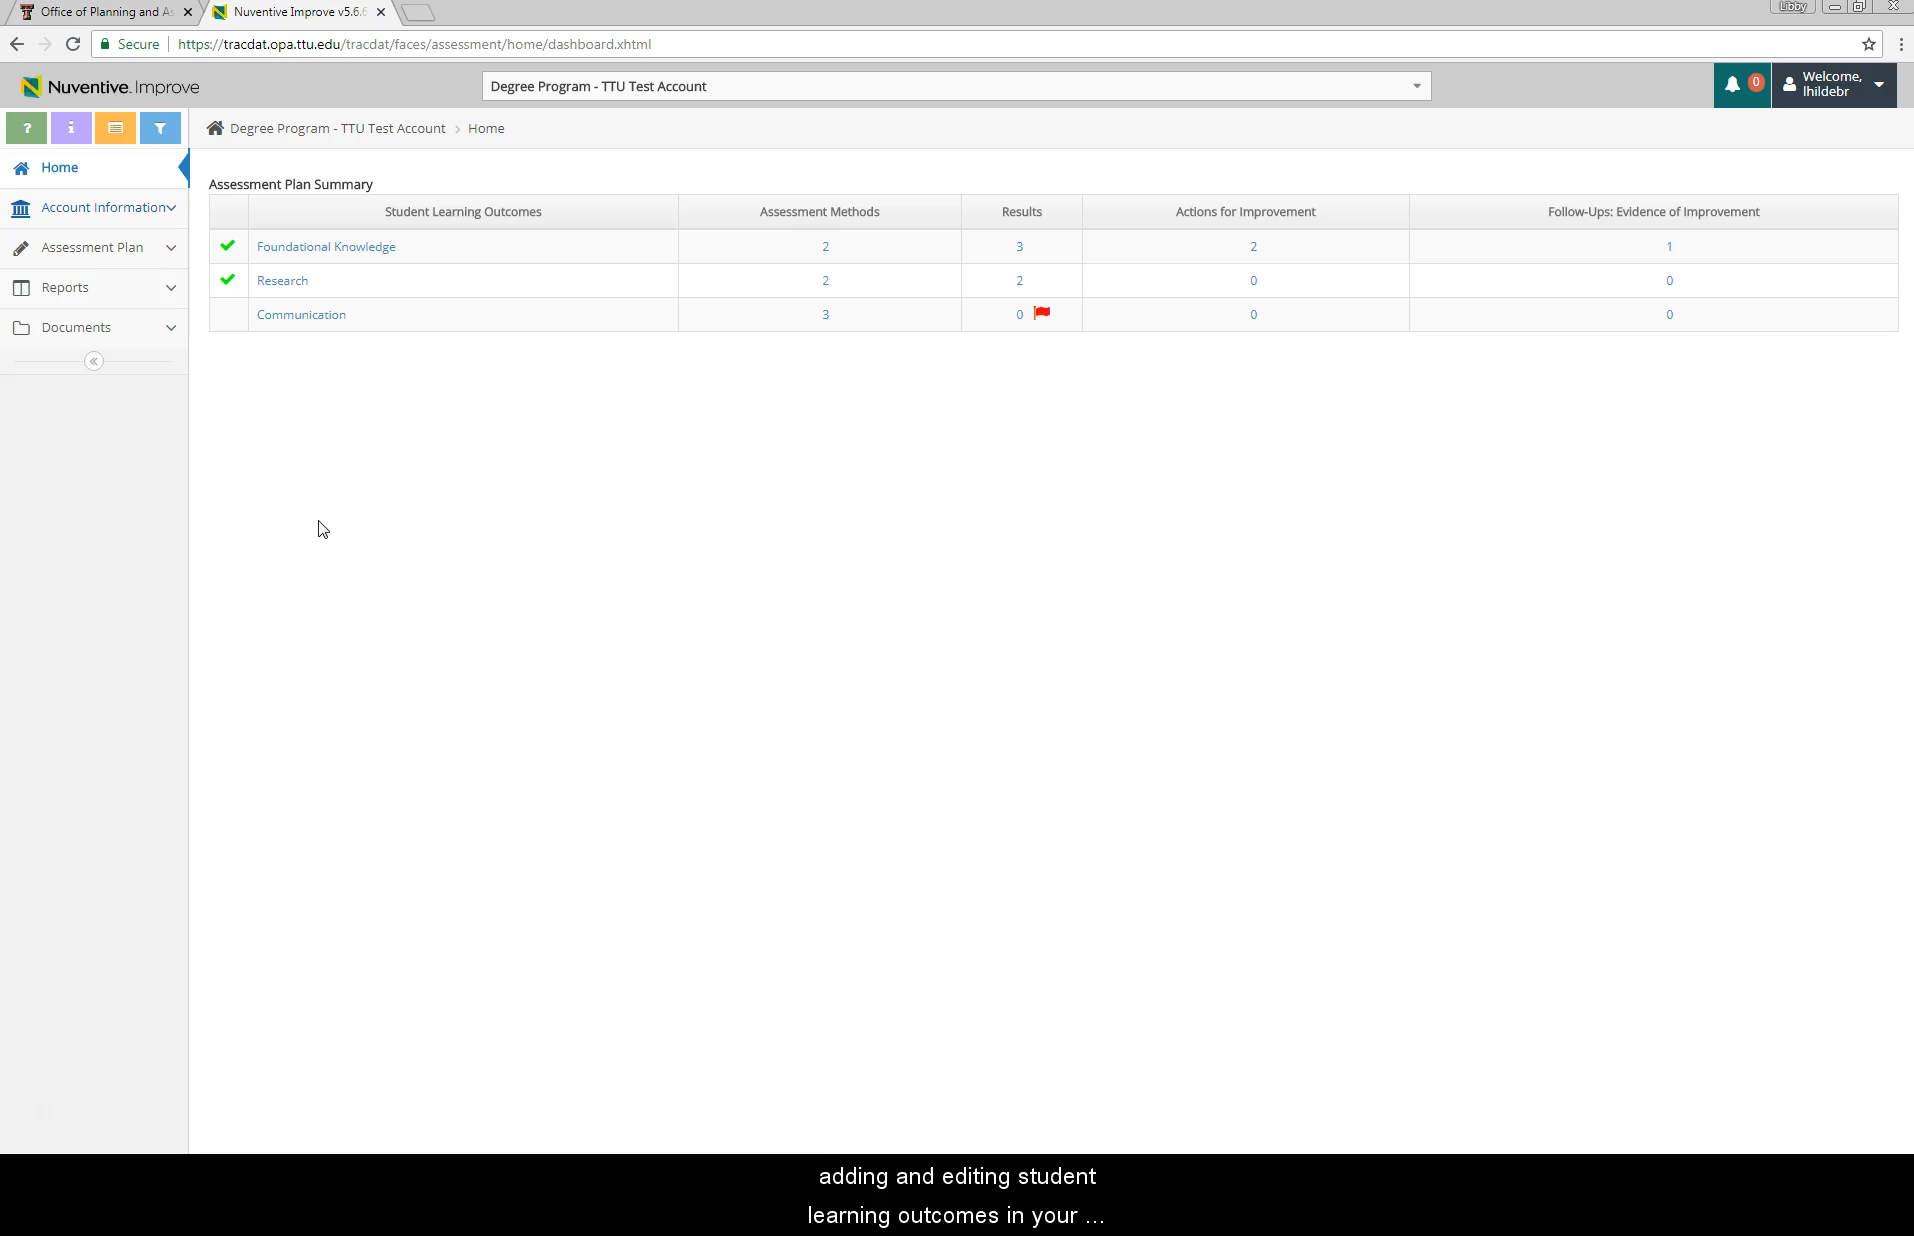 Office of Planning and As
Nuventive Improve v5.6.6
Libby
Secure https://tracdat.opa.ttu.edu/tracdat/faces/assessment/home/dashboard.xhtml
Nuventive. Improve
Degree Program - TTU Test Account
0
Welcome,
lhildebr
? i
Degree Program - TTU Test Account > Home
Home
Account Information
Assessment Plan
Reports
Documents
«
Assessment Plan Summary
Student Learning Outcomes Assessment Methods Results Actions for Improvement Follow-Ups: Evidence of Improvement
Foundational Knowledge 2 3 2 1
Research 2 2 0 0
Communication 3 0 0 0
adding and editing student
learning outcomes in your ...